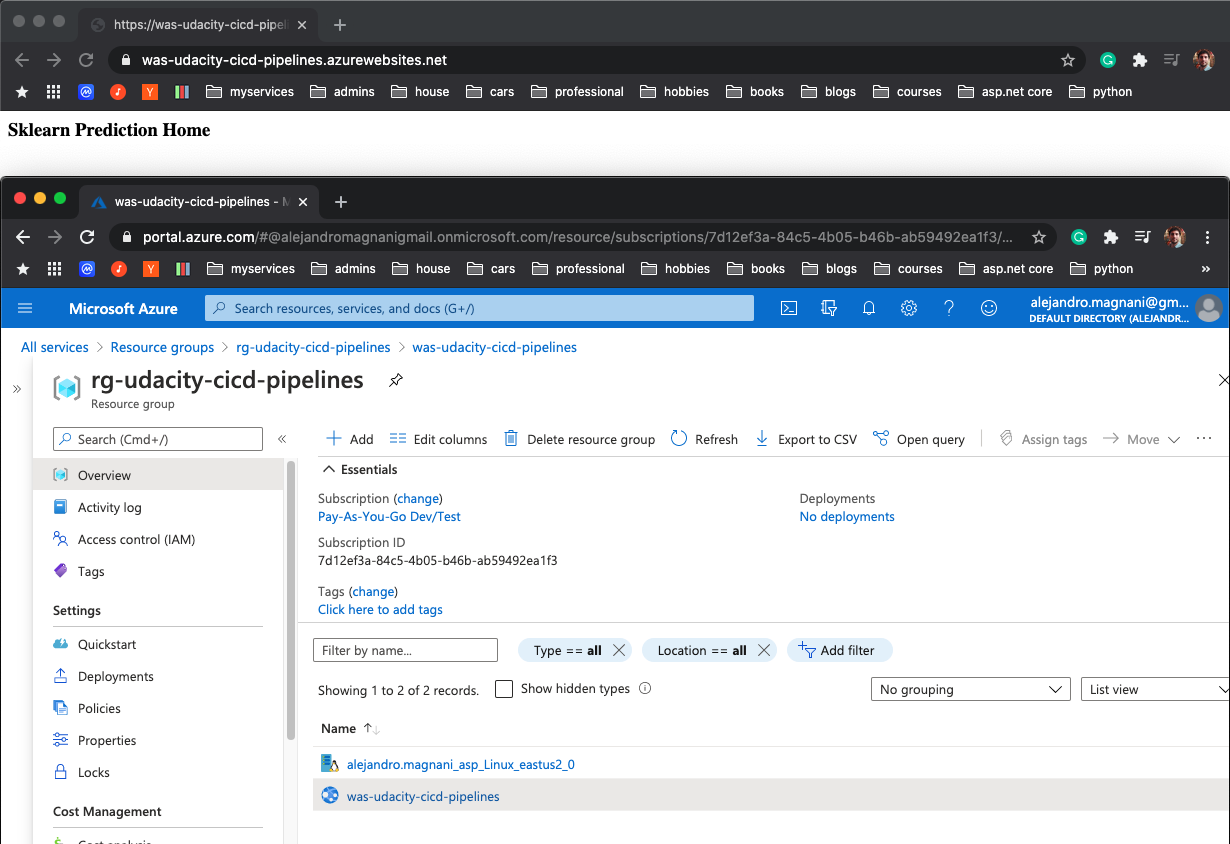 https://was-udacity-cicd-pipel
was-udacity-cicd-pipelines.azurewebsites.net
myservices admins house cars professional hobbies books blogs courses asp.net core python
Sklearn Prediction Home
was-udacity-cicd-pipelines - M
portal.azure.com/#@alejandromagnanigmail.onmicrosoft.com/resource/subscriptions/7d12ef3a-84c5-4b05-b46b-ab59492ea1f3/...
myservices admins house cars professional hobbies books blogs courses asp.net core python »
Microsoft Azure Search resources, services, and docs (G+/) alejandro.magnani@gm...
DEFAULT DIRECTORY (ALEJANDR...
All services > Resource groups > rg-udacity-cicd-pipelines > was-udacity-cicd-pipelines
rg-udacity-cicd-pipelines
Resource group
Search (Cmd+/)
Add Edit columns Delete resource group Refresh Export to CSV Open query Assign tags Move ...
Overview
Activity log
Access control (IAM)
Tags
Settings
Quickstart
Deployments
Policies
Properties
Locks
Cost Management
Cost analysis
Essentials
Subscription (change)
Pay-As-You-Go Dev/Test
Subscription ID
7d12ef3a-84c5-4b05-b46b-ab59492ea1f3
Tags (change)
Click here to add tags
Deployments
No deployments
Filter by name... Type == all Location == all Add filter
Showing 1 to 2 of 2 records. Show hidden types No grouping List view
Name
alejandro.magnani_asp_Linux_eastus2_0
was-udacity-cicd-pipelines